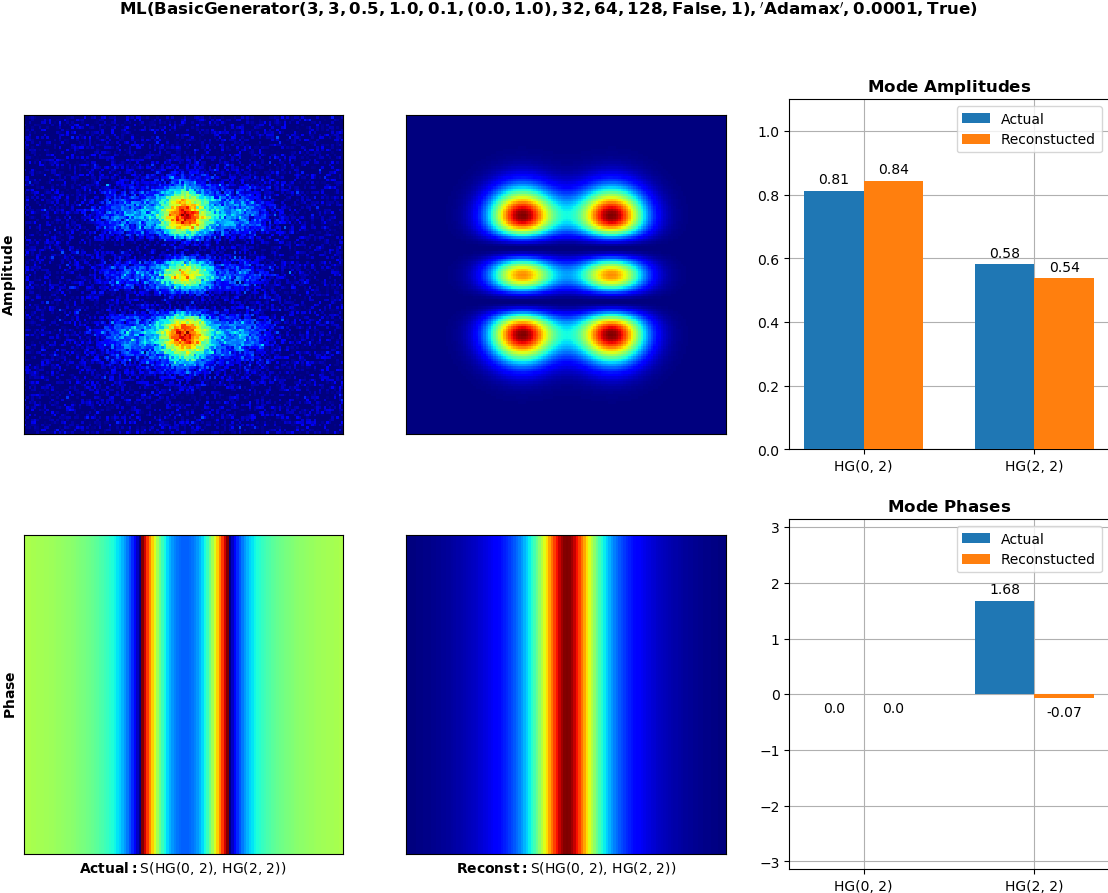 ML(BasicGenerator(3, 3, 0.5, 1.0, 0.1, (0.0, 1.0), 32, 64, 128, False, 1), ′Adamax′, 0.0001, True)
Amplitude
Mode Amplitudes
Actual
Reconstucted
1.0
0.8
0.6
0.4
0.2
0.0
0.81
0.84
0.58
0.54
HG(0, 2)
HG(2, 2)
Phase
Actual: S(HG(0, 2), HG(2, 2))
Reconst: S(HG(0, 2), HG(2, 2))
Mode Phases
Actual
Reconstucted
3
2
1
0
−1
−2
−3
0.0
0.0
1.68
-0.07
HG(0, 2)
HG(2, 2)